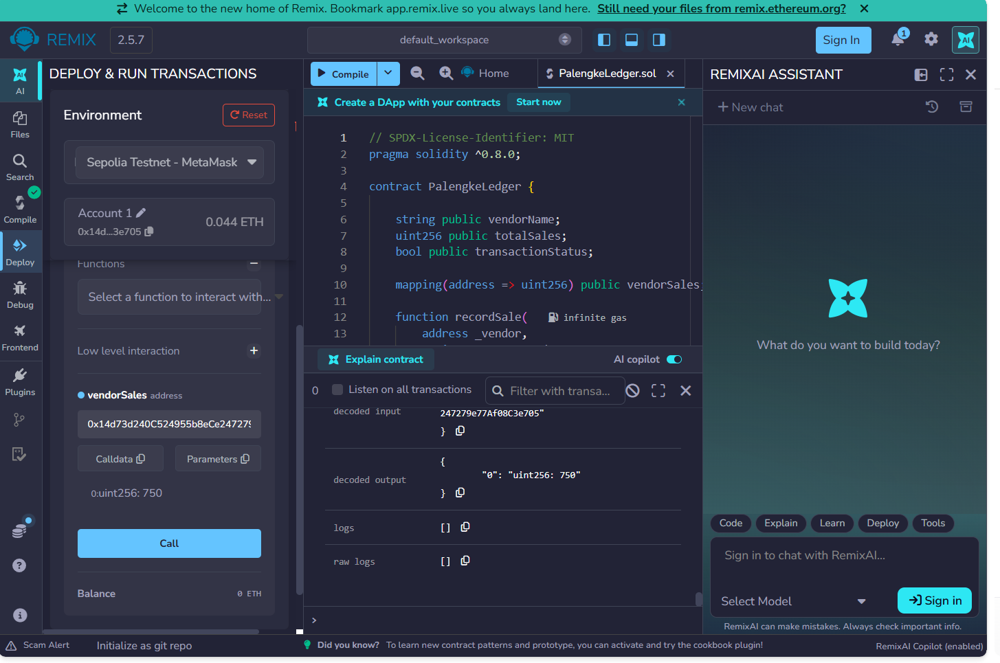 Welcome to the new home of Remix. Bookmark app.remix.live so you always land here. Still need your files from remix.ethereum.org?
REMIX 2.5.7
default_workspace
Sign In
1
AI
AI
Files
Search
Compile
Deploy
Debug
Frontend
Plugins
DEPLOY & RUN TRANSACTIONS
Environment
Reset
Sepolia Testnet - MetaMask
Account 1
0x14d...3e705
0.044 ETH
Functions
Select a function to interact with...
Low level interaction
vendorSales address
0x14d73d240C524955b8eCe247279
Calldata
Parameters
0:uint256: 750
Call
Balance
0 ETH
Compile
Home
PalengkeLedger.sol
Create a DApp with your contracts
Start now
1 // SPDX-License-Identifier: MIT
2 pragma solidity ^0.8.0;
3
4 contract PalengkeLedger {
5
6 string public vendorName;
7 uint256 public totalSales;
8 bool public transactionStatus;
9
10 mapping(address => uint256) public vendorSales;
11
12 function recordSale( infinite gas
13 address _vendor,
Explain contract
AI copilot
0
Listen on all transactions
Filter with transa...
decoded input
247279e77Af08C3e705"
}
decoded output
{
"0": "uint256: 750"
}
logs
[]
raw logs
[]
>
REMIXAI ASSISTANT
+ New chat
What do you want to build today?
Code
Explain
Learn
Deploy
Tools
Sign in to chat with RemixAI...
Select Model
Sign in
RemixAI can make mistakes. Always check important info.
Scam Alert
Initialize as git repo
Did you know? To learn new contract patterns and prototype, you can activate and try the cookbook plugin!
RemixAI Copilot (enabled)